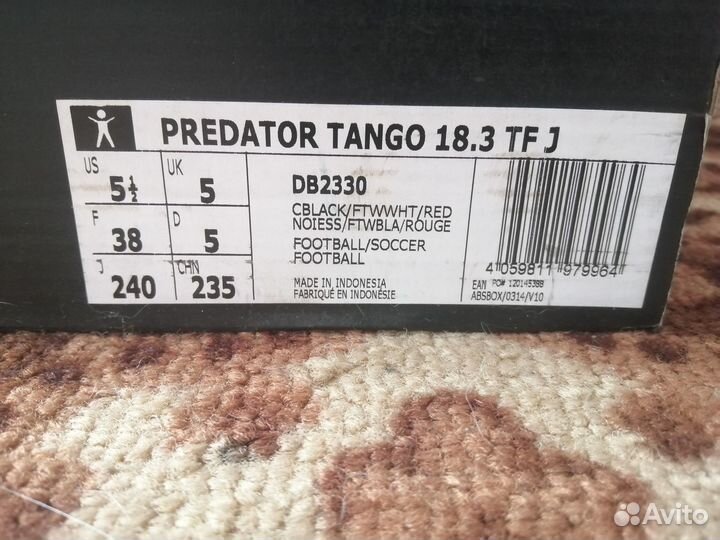 PREDATOR TANGO 18.3 TF J
US 5½ UK 5
F 38 D 5
J 240 CHN 235
DB2330
CBLACK/FTWWHT/RED
NOIESS/FTWBLA/ROUGE
FOOTBALL/SOCCER
FOOTBALL
MADE IN INDONESIA
FABRIQUÉ EN INDONÉSIE
4 059811 979964
EAN PO# 120145388
ABSBOX/0314/V10
Avito